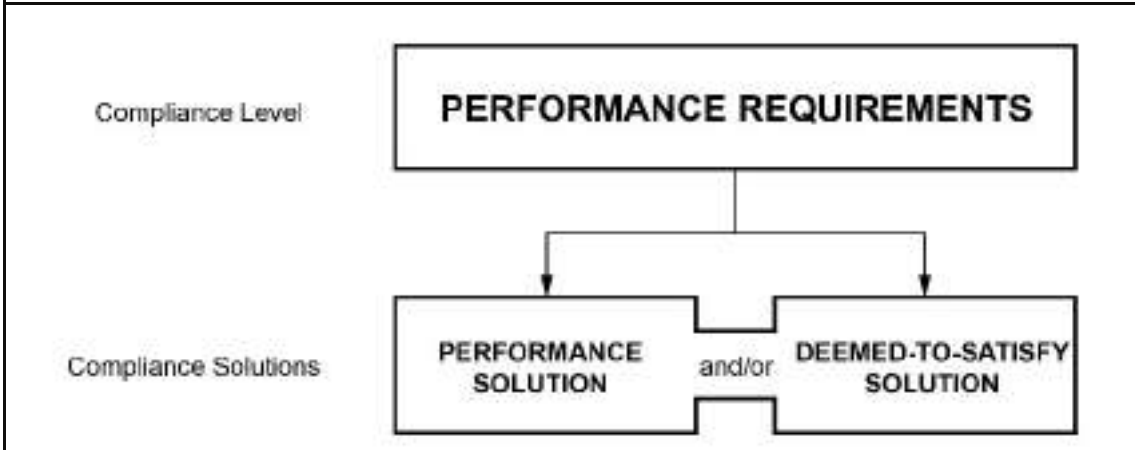 Compliance Level
PERFORMANCE REQUIREMENTS
Compliance Solutions
PERFORMANCE
SOLUTION
and/or
DEEMED-TO-SATISFY
SOLUTION